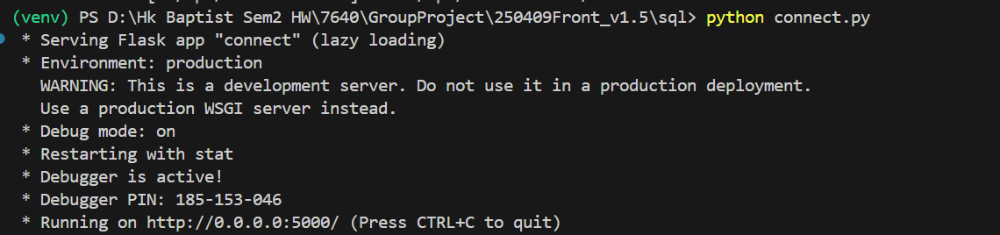 (venv) PS D:\Hk Baptist Sem2 HW\7640\GroupProject\250409Front_v1.5\sql> python connect.py
* Serving Flask app "connect" (lazy loading)
* Environment: production
WARNING: This is a development server. Do not use it in a production deployment.
Use a production WSGI server instead.
* Debug mode: on
* Restarting with stat
* Debugger is active!
* Debugger PIN: 185-153-046
* Running on http://0.0.0.0:5000/ (Press CTRL+C to quit)